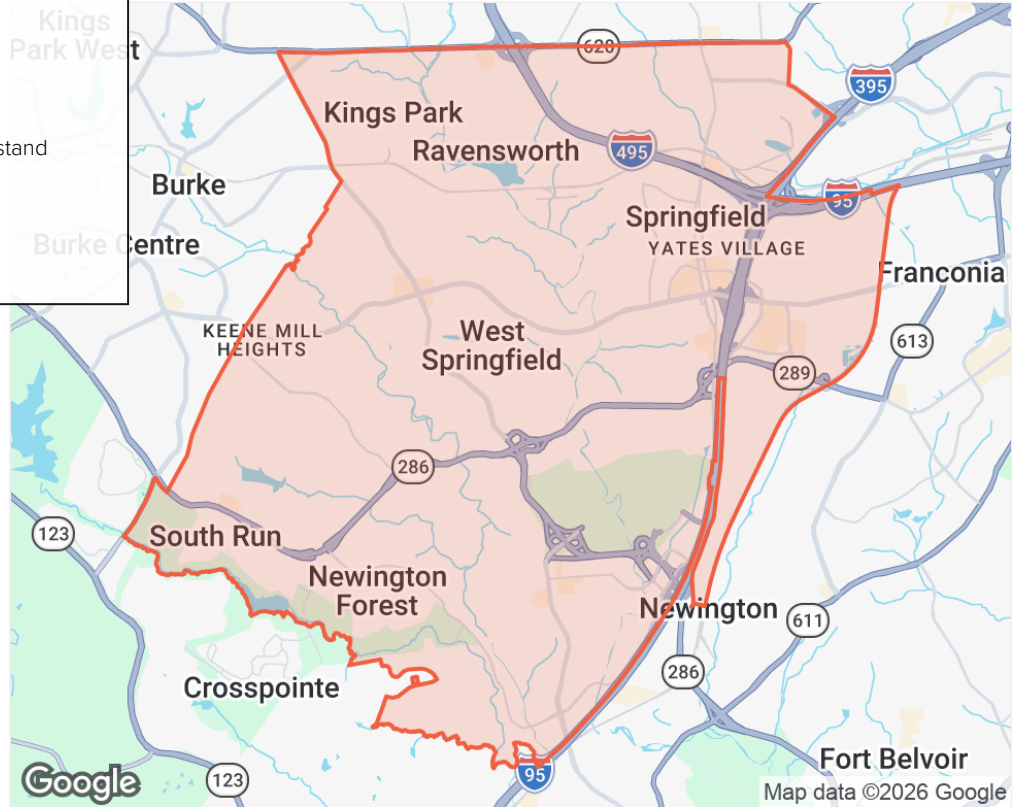 Kings
Park West
620
395
stand
Kings Park
Ravensworth
495
Burke
95
Springfield
YATES VILLAGE
Burke Centre
Franconia
KEENE MILL
HEIGHTS
West
Springfield
613
289
286
123
South Run
Newington
Forest
Newington
611
286
Crosspointe
Fort Belvoir
95
123
Google
Map data ©2026 Google